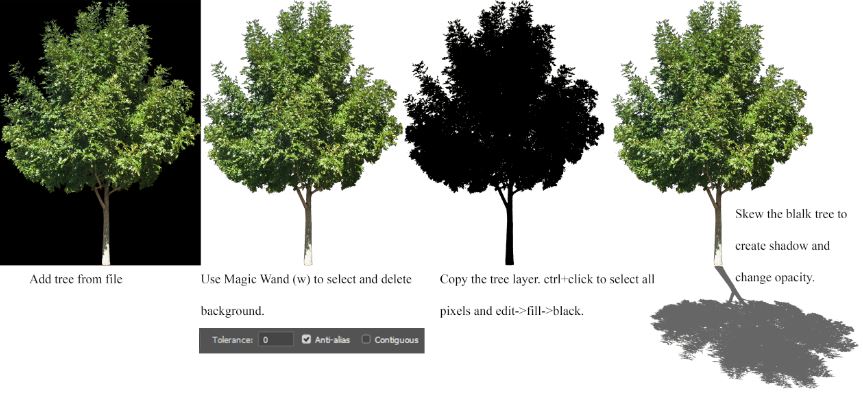 Add tree from file
Use Magic Wand (w) to select and delete
background.
Tolerance: 0 Anti-alias Contiguous
Copy the tree layer. ctrl+click to select all
pixels and edit->fill->black.
Skew the blalk tree to
create shadow and
change opacity.